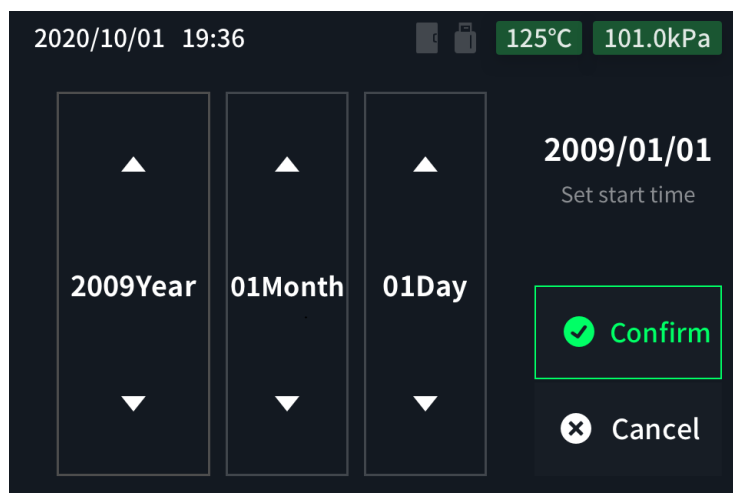 2020/10/01 19:36 125°C 101.0kPa
2009/01/01
Set start time
2009Year 01Month 01Day
Confirm
Cancel